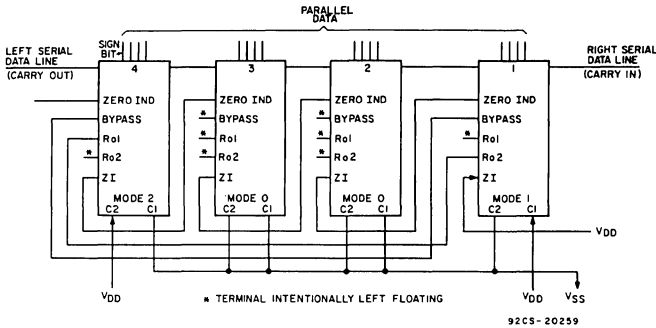 PARALLEL
DATA
LEFT SERIAL
DATA LINE
(CARRY OUT)
SIGN
BIT
4
3
2
1
RIGHT SERIAL
DATA LINE
(CARRY IN)
ZERO IND
BYPASS
Ro1
* Ro2
ZI
MODE 2
C2 C1
ZERO IND
* BYPASS
* Ro1
* Ro2
ZI
MODE 0
C2 C1
ZERO IND
* BYPASS
* Ro1
* Ro2
ZI
MODE 0
C2 C1
ZERO IND
BYPASS
* Ro1
Ro2
ZI
MODE 1
C2 C1
VDD
VDD
* TERMINAL INTENTIONALLY LEFT FLOATING
VDD
VSS
92CS-20259